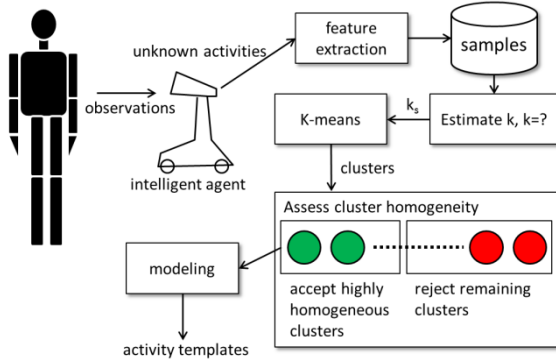 unknown activities
feature
extraction
samples
observations
intelligent agent
Estimate k, k=?
kₛ
K-means
clusters
Assess cluster homogeneity
accept highly
homogeneous
clusters
reject remaining
clusters
modeling
activity templates